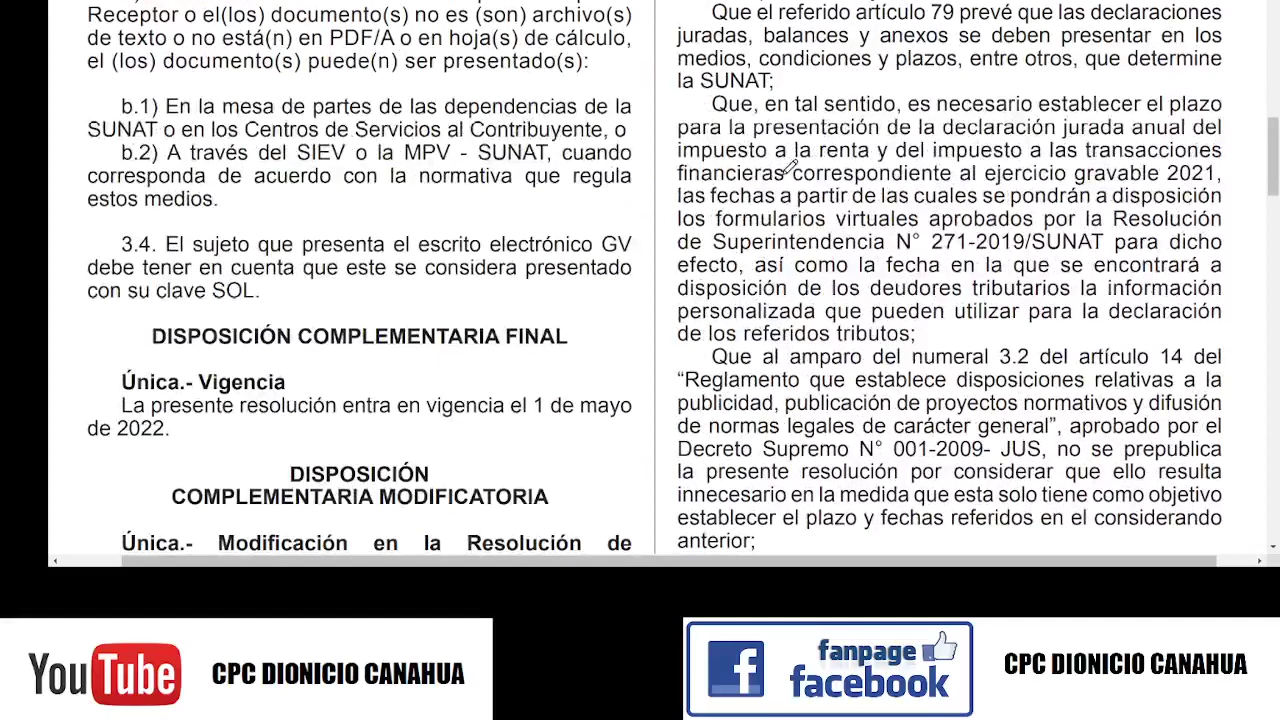 Receptor o el(los) documento(s) no es (son) archivo(s)
de texto o no está(n) en PDF/A o en hoja(s) de cálculo,
el (los) documento(s) puede(n) ser presentado(s):
b.1) En la mesa de partes de las dependencias de la
SUNAT o en los Centros de Servicios al Contribuyente, o
b.2) A través del SIEV o la MPV - SUNAT, cuando
corresponda de acuerdo con la normativa que regula
estos medios.
3.4. El sujeto que presenta el escrito electrónico GV
debe tener en cuenta que este se considera presentado
con su clave SOL.
DISPOSICIÓN COMPLEMENTARIA FINAL
Única.- Vigencia
La presente resolución entra en vigencia el 1 de mayo
de 2022.
DISPOSICIÓN
COMPLEMENTARIA MODIFICATORIA
Única.- Modificación en la Resolución de
Que el referido artículo 79 prevé que las declaraciones
juradas, balances y anexos se deben presentar en los
medios, condiciones y plazos, entre otros, que determine
la SUNAT;
Que, en tal sentido, es necesario establecer el plazo
para la presentación de la declaración jurada anual del
impuesto a la renta y del impuesto a las transacciones
financieras correspondiente al ejercicio gravable 2021,
las fechas a partir de las cuales se pondrán a disposición
los formularios virtuales aprobados por la Resolución
de Superintendencia N° 271-2019/SUNAT para dicho
efecto, así como la fecha en la que se encontrará a
disposición de los deudores tributarios la información
personalizada que pueden utilizar para la declaración
de los referidos tributos;
Que al amparo del numeral 3.2 del artículo 14 del
“Reglamento que establece disposiciones relativas a la
publicidad, publicación de proyectos normativos y difusión
de normas legales de carácter general”, aprobado por el
Decreto Supremo N° 001-2009- JUS, no se prepublica
la presente resolución por considerar que ello resulta
innecesario en la medida que esta solo tiene como objetivo
establecer el plazo y fechas referidos en el considerando
anterior;
YouTube CPC DIONICIO CANAHUA
f fanpage
facebook
CPC DIONICIO CANAHUA